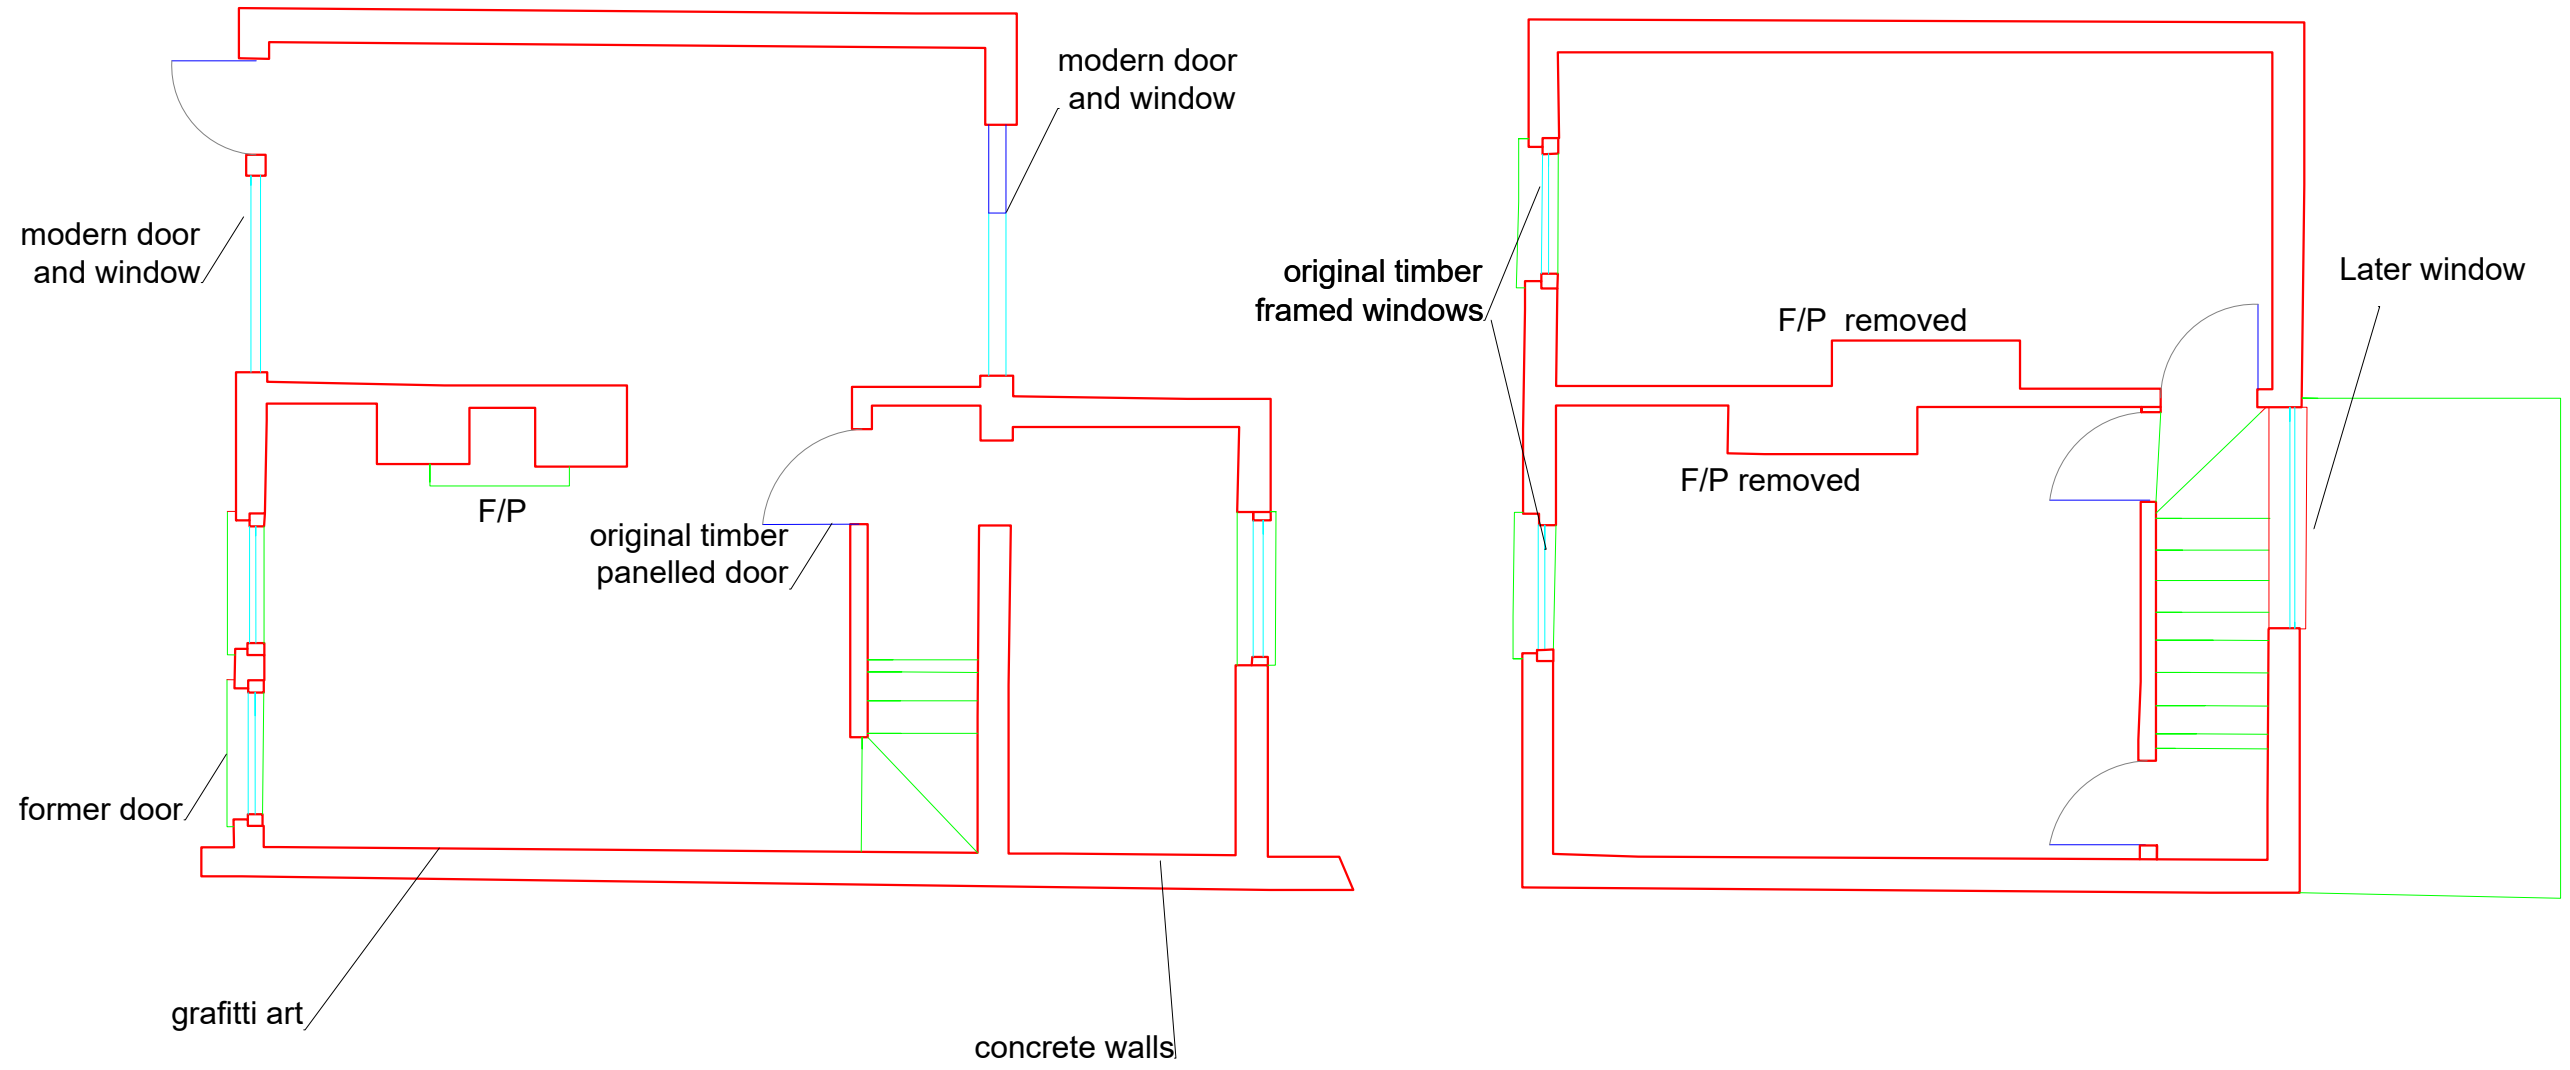 modern door
and window
modern door
and window
F/P
original timber
panelled door
former door
grafitti art
concrete walls
original timber
framed windows
F/P  removed
F/P removed
Later window